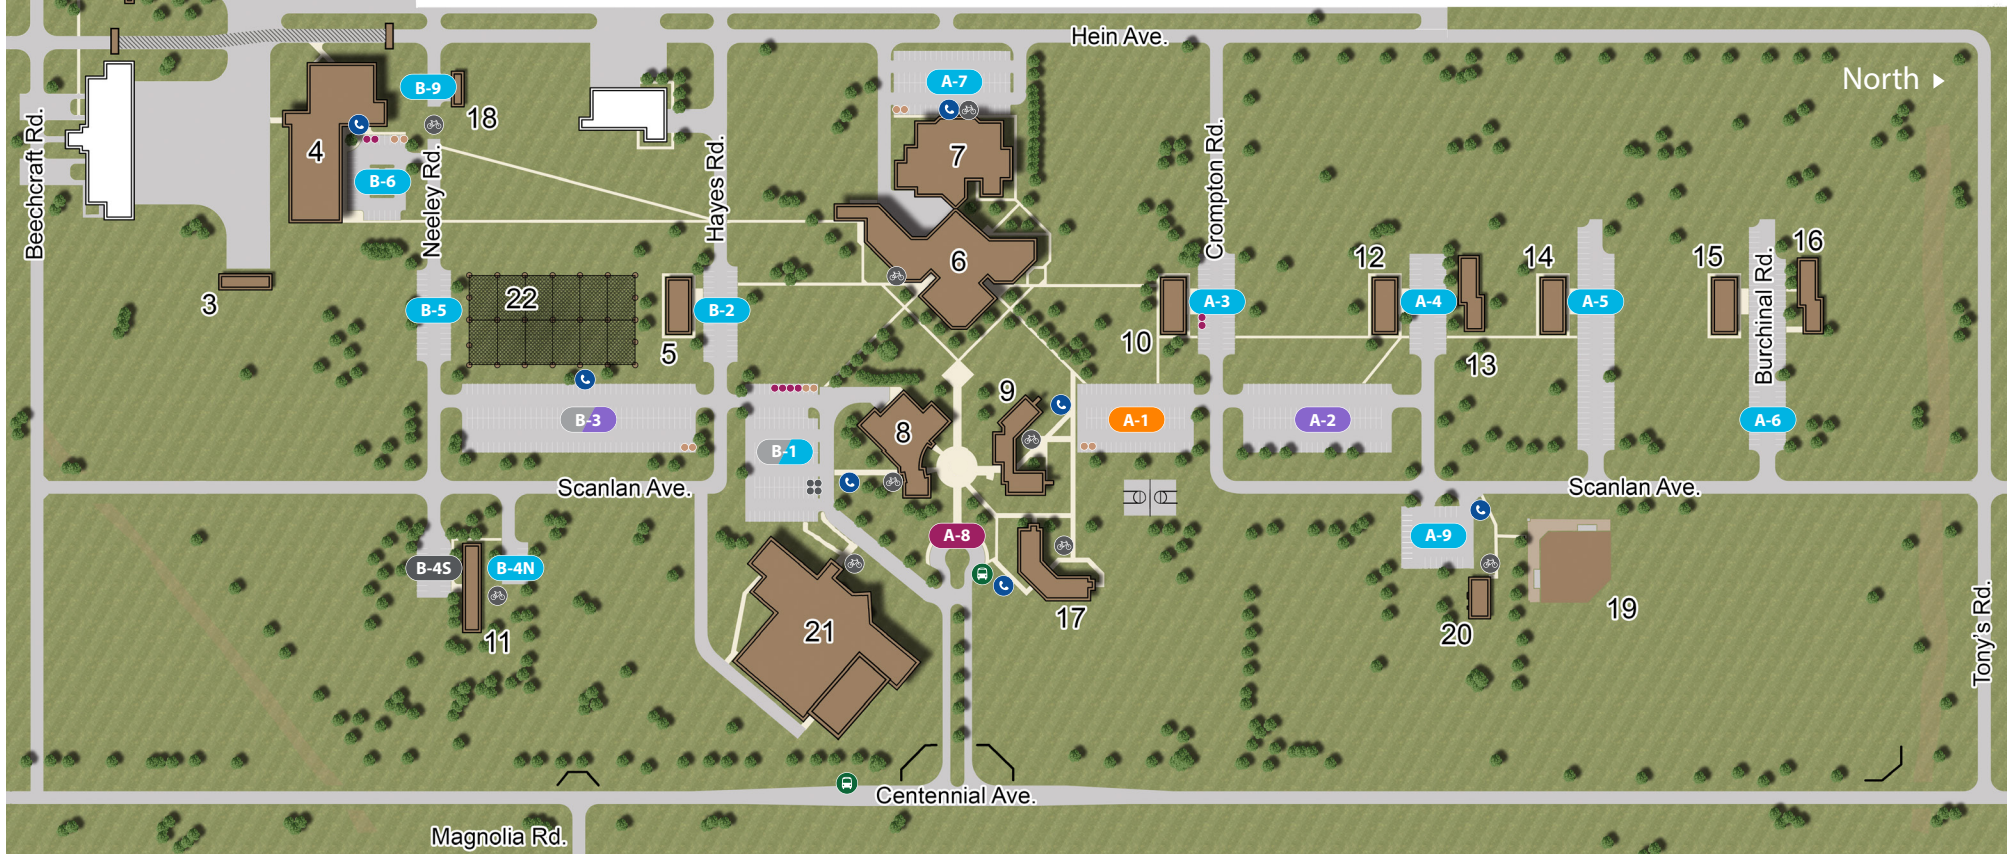 Hein Ave.
North
A-7
B-9
18
4
7
Crompton Rd.
Beechcraft Rd.
Neeley Rd.
Hayes Rd.
B-6
6
12
14
15
16
3
22
B-5
B-2
5
10
A-3
A-4
A-5
13
Burchinal Rd.
9
B-3
8
A-1
A-2
A-6
B-1
Scanlan Ave.
Scanlan Ave.
A-8
A-9
B-4S
B-4N
11
21
17
20
19
Tony's Rd.
Centennial Ave.
Magnolia Rd.